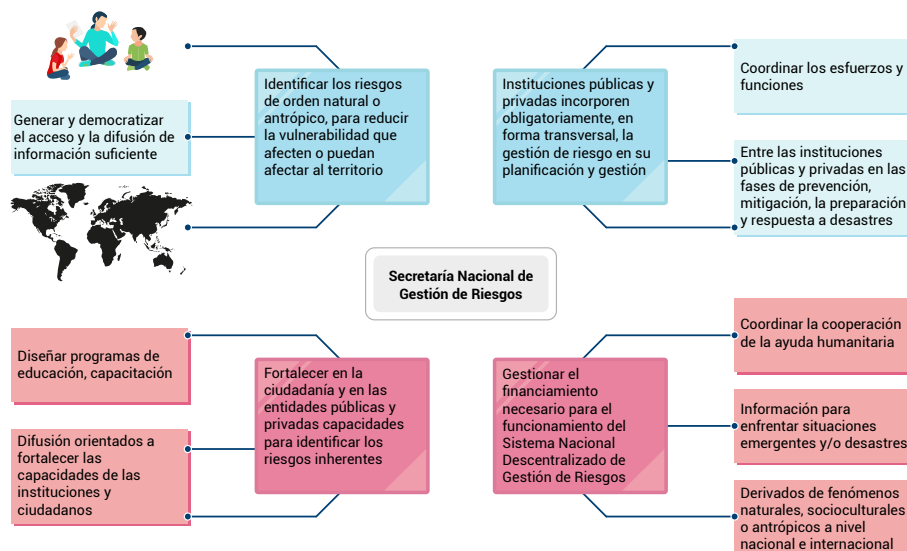 Generar y democratizar
el acceso y la difusión de
información suficiente
Identificar los riesgos
de orden natural o
antrópico, para reducir
la vulnerabilidad que
afecten o puedan
afectar al territorio
Instituciones públicas y
privadas incorporen
obligatoriamente, en
forma transversal, la
gestión de riesgo en su
planificación y gestión
Coordinar los esfuerzos y
funciones
Entre las instituciones
públicas y privadas en las
fases de prevención,
mitigación, la preparación
y respuesta a desastres
Secretaría Nacional de
Gestión de Riesgos
Diseñar programas de
educación, capacitación
Difusión orientados a
fortalecer las
capacidades de las
instituciones y
ciudadanos
Fortalecer en la
ciudadanía y en las
entidades públicas y
privadas capacidades
para identificar los
riesgos inherentes
Gestionar el
financiamiento
necesario para el
funcionamiento del
Sistema Nacional
Descentralizado de
Gestión de Riesgos
Coordinar la cooperación
de la ayuda humanitaria
Información para
enfrentar situaciones
emergentes y/o desastres
Derivados de fenómenos
naturales, socioculturales
o antrópicos a nivel
nacional e internacional